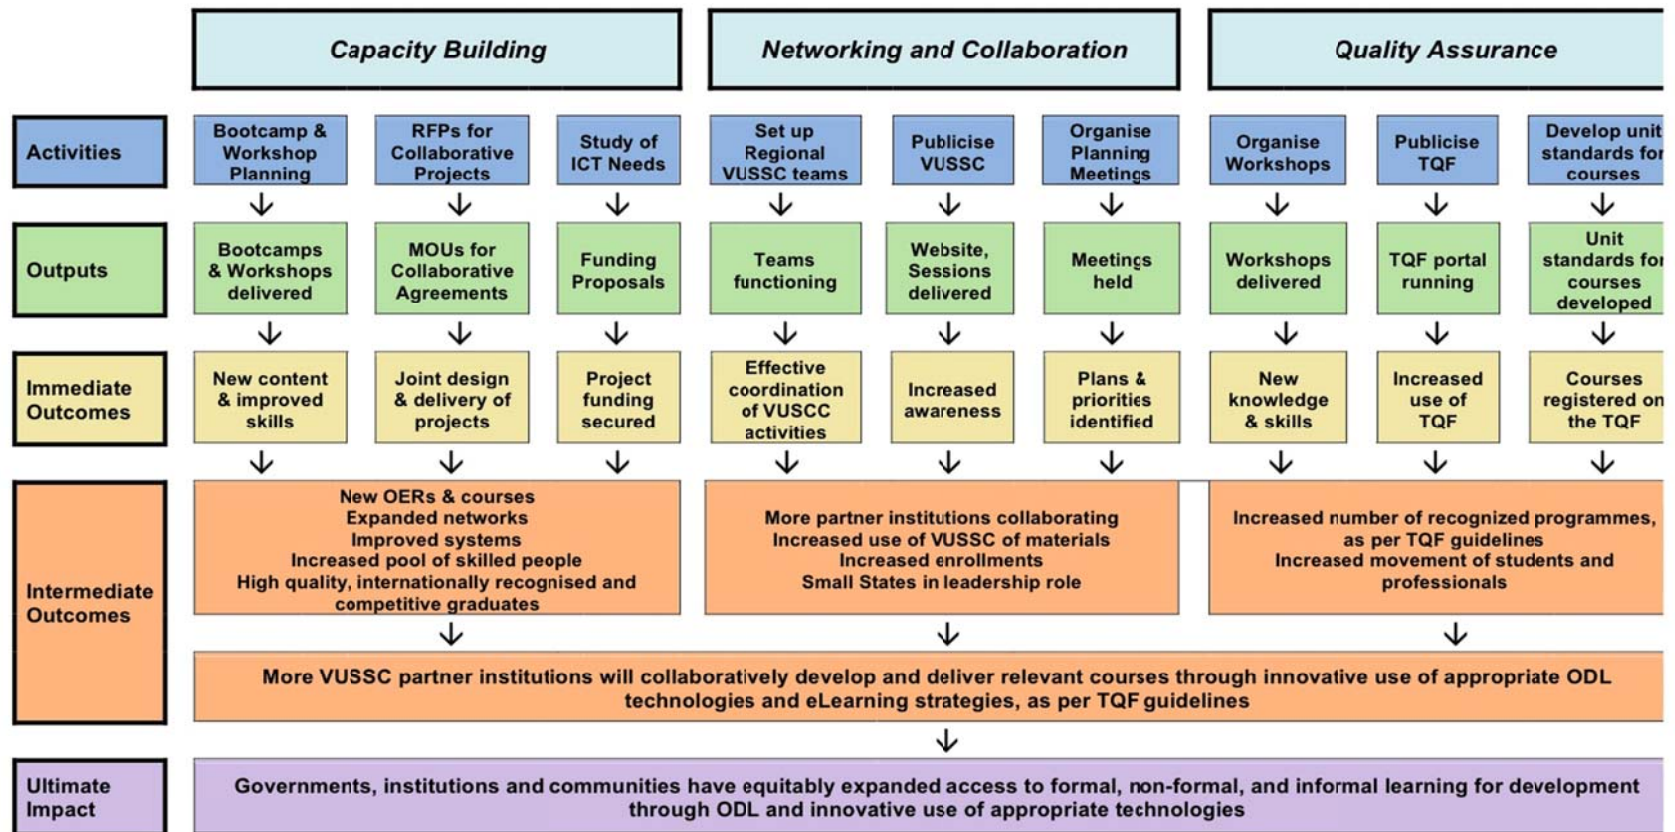 Capacity Building
Networking and Collaboration
Quality Assurance
Activities
Bootcamp &
Workshop
Planning
RFPs for
Collaborative
Projects
Study of
ICT Needs
Set up
Regional
VUSSC teams
Publicise
VUSSC
Organise
Planning
Meetings
Organise
Workshops
Publicise
TQF
Develop unit
standards for
courses
Outputs
Bootcamps
& Workshops
delivered
MOUs for
Collaborative
Agreements
Funding
Proposals
Teams
functioning
Website,
Sessions
delivered
Meetings
held
Workshops
delivered
TQF portal
running
Unit
standards for
courses
developed
Immediate
Outcomes
New content
& improved
skills
Joint design
& delivery of
projects
Project
funding
secured
Effective
coordination
of VUSCC
activities
Increased
awareness
Plans &
priorities
identified
New
knowledge
& skills
Increased
use of
TQF
Courses
registered on
the TQF
Intermediate
Outcomes
New OERs & courses
Expanded networks
Improved systems
Increased pool of skilled people
High quality, internationally recognised and
competitive graduates
More partner institutions collaborating
Increased use of VUSSC of materials
Increased enrollments
Small States in leadership role
Increased number of recognized programmes,
as per TQF guidelines
Increased movement of students and
professionals
More VUSSC partner institutions will collaboratively develop and deliver relevant courses through innovative use of appropriate ODL
technologies and eLearning strategies, as per TQF guidelines
Ultimate
Impact
Governments, institutions and communities have equitably expanded access to formal, non-formal, and informal learning for development
through ODL and innovative use of appropriate technologies